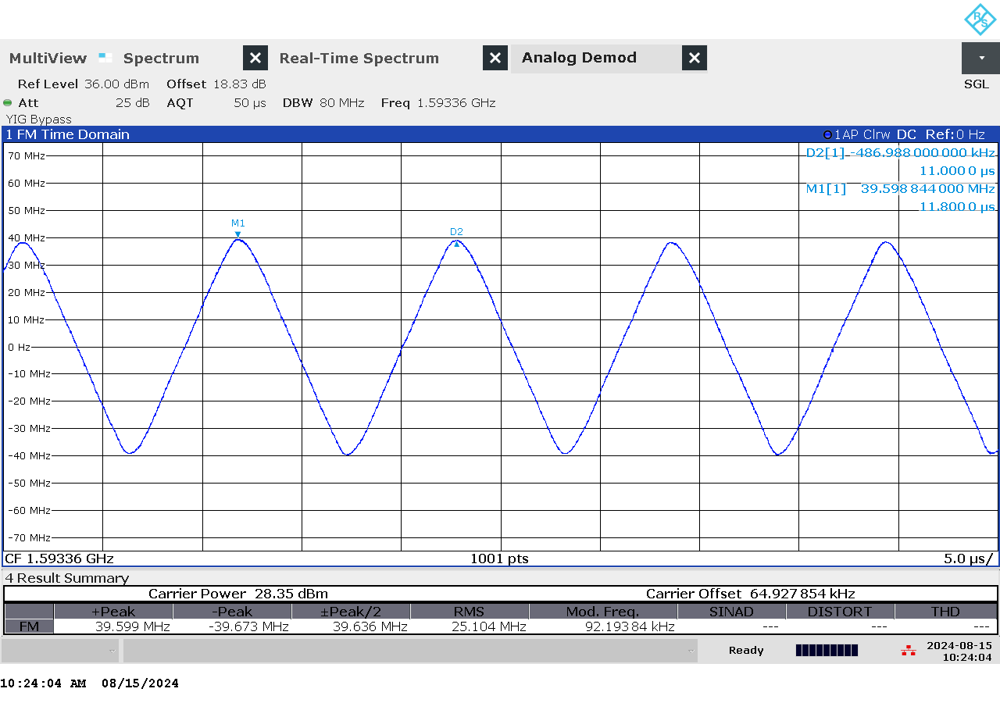 R/S
MultiView Spectrum Real-Time Spectrum Analog Demod
Ref Level 36.00 dBm Offset 18.83 dB SGL
Att 25 dB AQT 50 µs DBW 80 MHz Freq 1.59336 GHz
YIG Bypass
1 FM Time Domain 1AP Clrw DC Ref:0 Hz
D2[1] -486.988 000 000 kHz
11.000 0 µs
M1[1] 39.598 844 000 MHz
11.800 0 µs
70 MHz
60 MHz
50 MHz
M1
D2
40 MHz
30 MHz
20 MHz
10 MHz
0 Hz
-10 MHz
-20 MHz
-30 MHz
-40 MHz
-50 MHz
-60 MHz
-70 MHz
CF 1.59336 GHz 1001 pts 5.0 µs/
4 Result Summary
Carrier Power 28.35 dBm Carrier Offset 64.927 854 kHz
+Peak -Peak ±Peak/2 RMS Mod. Freq. SINAD DISTORT THD
FM 39.599 MHz -39.673 MHz 39.636 MHz 25.104 MHz 92.193 84 kHz --- --- ---
Ready 2024-08-15
10:24:04
10:24:04 AM 08/15/2024